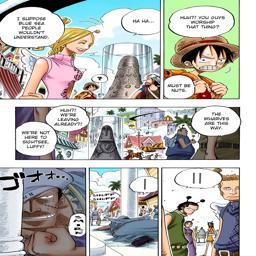 I SUPPOSE
BLUE SEA
PEOPLE
WOULDN'T
UNDERSTAND.
HA HA...
HUH?! YOU
GUYS
WORSHIP
THAT THING?
MUST BE
NUTS.
HUH?!
WE'RE
LEAVING
ALREADY?!
WE'RE
NOT HERE
TO
SIGHTSEE,
LUFFY!
THE
WHARVES
ARE THIS
WAY.
ゴオオ...
!
!!